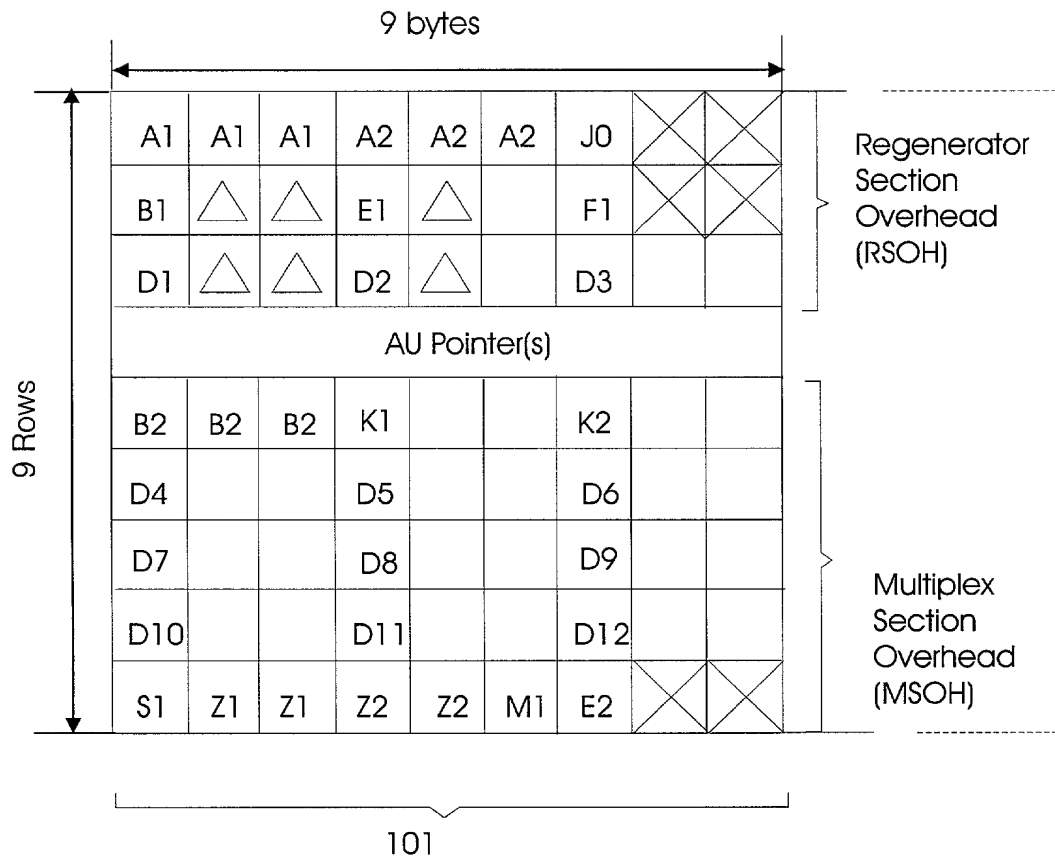 9 bytes
A1 A1 A1 A2 A2 A2 J0
B1 E1 F1
D1 D2 D3
Regenerator
Section
Overhead
(RSOH)
AU Pointer(s)
9 Rows
B2 B2 B2 K1 K2
D4 D5 D6
D7 D8 D9
D10 D11 D12
S1 Z1 Z1 Z2 Z2 M1 E2
Multiplex
Section
Overhead
(MSOH)
101